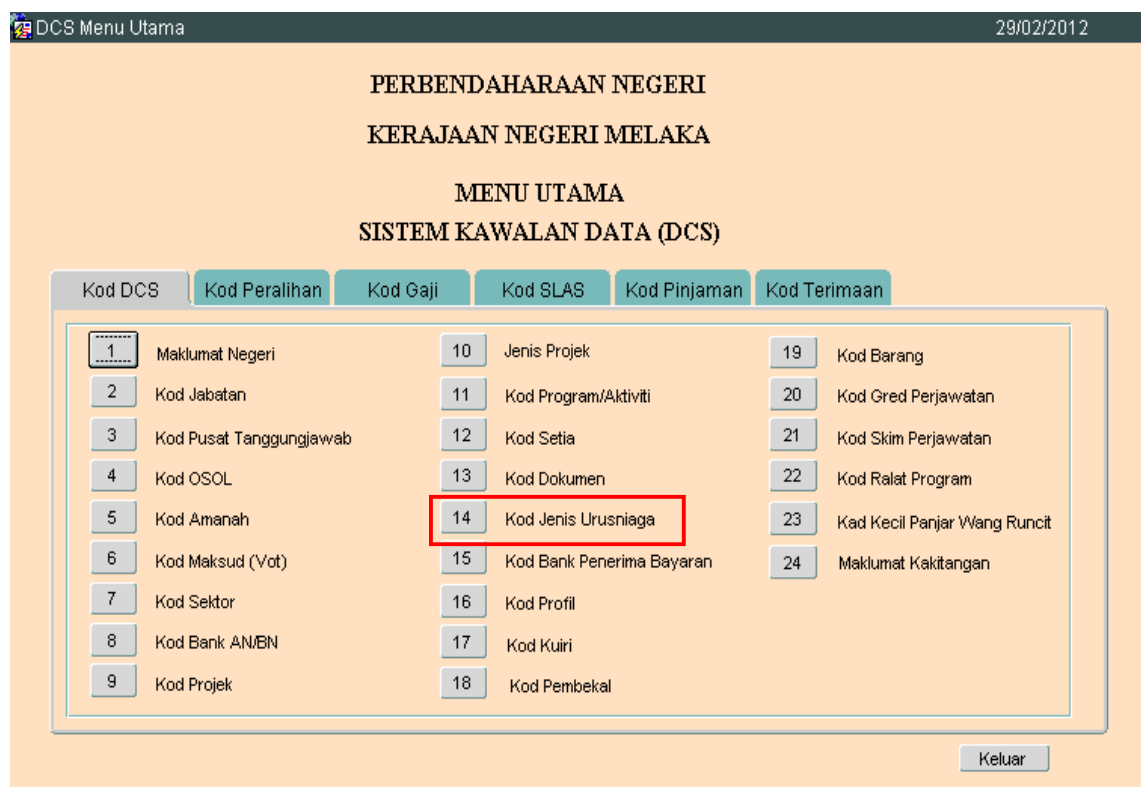 DCS Menu Utama 29/02/2012
PERBENDAHARAAN NEGERI
KERAJAAN NEGERI MELAKA
MENU UTAMA
SISTEM KAWALAN DATA (DCS)
Kod DCS Kod Peralihan Kod Gaji Kod SLAS Kod Pinjaman Kod Terimaan
1 Maklumat Negeri
2 Kod Jabatan
3 Kod Pusat Tanggungjawab
4 Kod OSOL
5 Kod Amanah
6 Kod Maksud (Vot)
7 Kod Sektor
8 Kod Bank AN/BN
9 Kod Projek
10 Jenis Projek
11 Kod Program/Aktiviti
12 Kod Setia
13 Kod Dokumen
14 Kod Jenis Urusniaga
15 Kod Bank Penerima Bayaran
16 Kod Profil
17 Kod Kuiri
18 Kod Pembekal
19 Kod Barang
20 Kod Gred Perjawatan
21 Kod Skim Perjawatan
22 Kod Ralat Program
23 Kad Kecil Panjar Wang Runcit
24 Maklumat Kakitangan
Keluar